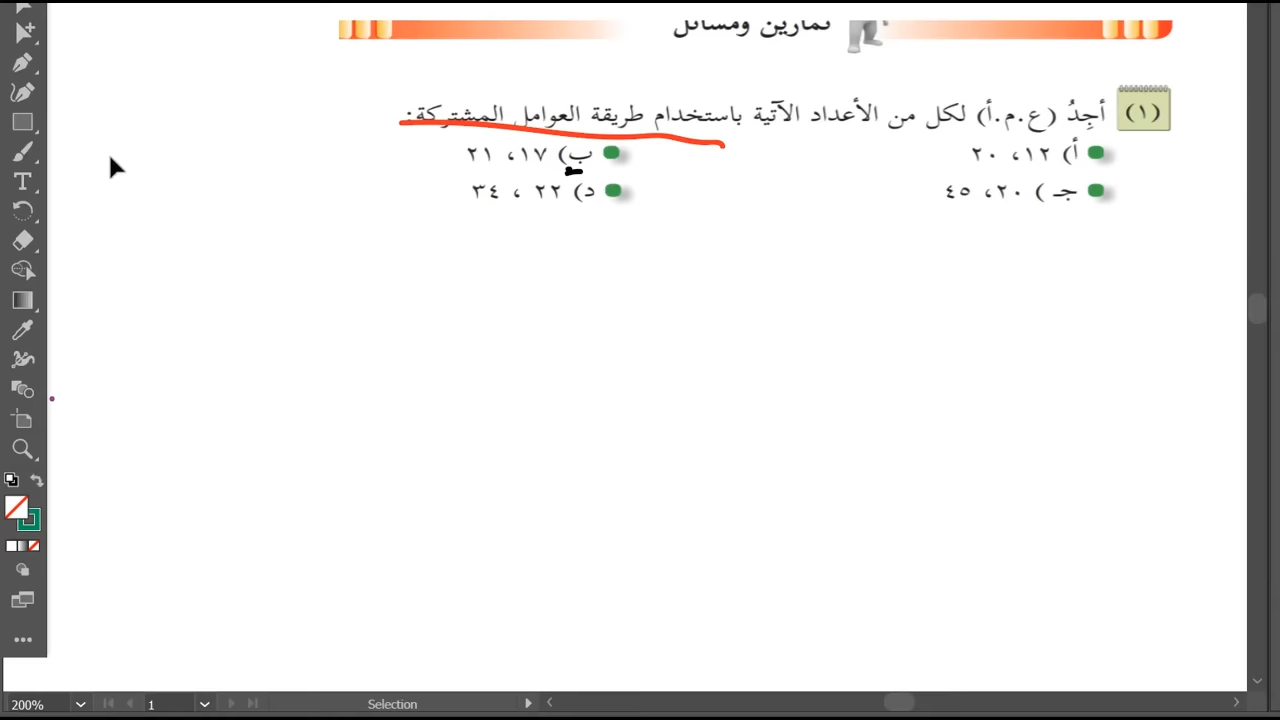 تمارين ومسائل
(١) أجِدُ (ع.م.أ) لكل من الأعداد الآتية باستخدام طريقة العوامل المشتركة:
أ) ١٢، ٢٠
ب) ١٧، ٢١
جـ ) ٢٠، ٤٥
د) ٢٢ ، ٣٤
200%
1
Selection